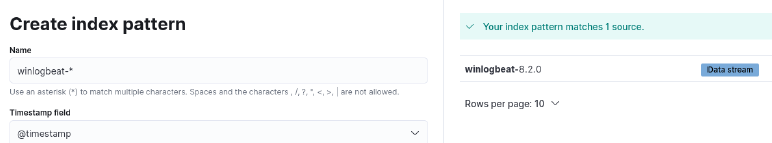 Create index pattern
Name
winlogbeat-*
Use an asterisk (*) to match multiple characters. Spaces and the characters , /, ?, ", <, >, | are not allowed.
Timestamp field
@timestamp
Your index pattern matches 1 source.
winlogbeat-8.2.0
Data stream
Rows per page: 10